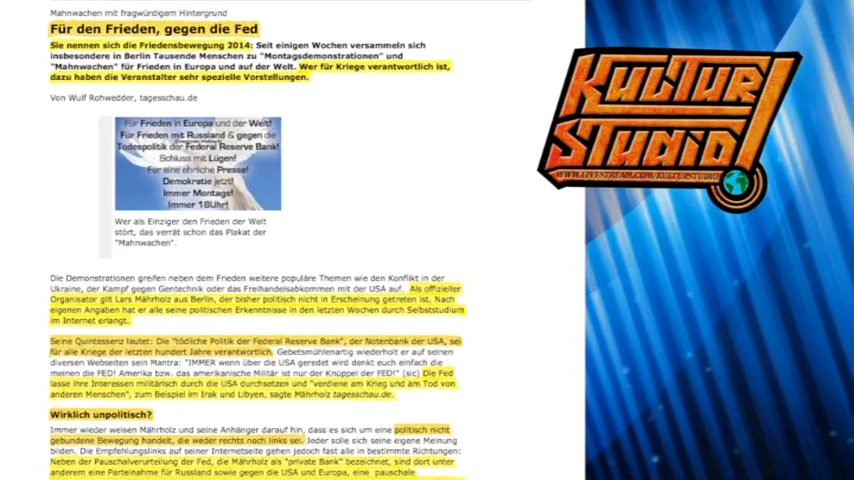 Mahnwachen mit fragwürdigem Hintergrund
Für den Frieden, gegen die Fed
Sie nennen sich die Friedensbewegung 2014: Seit einigen Wochen versammeln sich
insbesondere in Berlin Tausende Menschen zu "Montagsdemonstrationen" und
"Mahnwachen" für Frieden in Europa und auf der Welt. Wer für Kriege verantwortlich ist,
dazu haben die Veranstalter sehr spezielle Vorstellungen.
Von Wulf Rohwedder, tagesschau.de
Für Frieden in Europa und der Welt!
Für Frieden mit Russland & gegen die
Todespolitik der Federal Reserve Bank!
Schluss mit Lügen!
Für eine ehrliche Presse!
Demokratie jetzt!
Immer Montags!
Immer 18Uhr!
Wer als Einziger den Frieden der Welt
stört, das verrät schon das Plakat der
"Mahnwachen".
Die Demonstrationen greifen neben dem Frieden weitere populäre Themen wie den Konflikt in der
Ukraine, der Kampf gegen Gentechnik oder das Freihandelsabkommen mit der USA auf. Als offizieller
Organisator gilt Lars Mährholz aus Berlin, der bisher politisch nicht in Erscheinung getreten ist. Nach
eigenen Angaben hat er alle seine politischen Erkenntnisse in den letzten Wochen durch Selbststudium
im Internet erlangt.
Seine Quintessenz lautet: Die "tödliche Politik der Federal Reserve Bank", der Notenbank der USA, sei
für alle Kriege der letzten hundert Jahre verantwortlich. Gebetsmühlenartig wiederholt er auf seinen
diversen Webseiten sein Mantra: "IMMER wenn über die USA geredet wird denkt euch einfach die
meinen die FED! Amerika bzw. das amerikanische Militär ist nur der Knüppel der FED!" (sic) Die Fed
lasse ihre Interessen militärisch durch die USA durchsetzen und "verdiene am Krieg und am Tod von
anderen Menschen", zum Beispiel im Irak und Libyen, sagte Mährholz tagesschau.de.
Wirklich unpolitisch?
Immer wieder weisen Mährholz und seine Anhänger darauf hin, dass es sich um eine politisch nicht
gebundene Bewegung handelt, die weder rechts noch links sei. Jeder solle sich seine eigene Meinung
bilden. Die Empfehlungslinks auf seiner Internetseite gehen jedoch fast alle in bestimmte Richtungen:
Neben der Pauschalverurteilung der Fed, die Mährholz als "private Bank" bezeichnet, sind dort unter
anderem eine Parteinahme für Russland sowie gegen die USA und Europa, eine pauschale
KULTUR
STUDIO!
WWW.LIVESTREAM.COM/KULTURSTUDIO